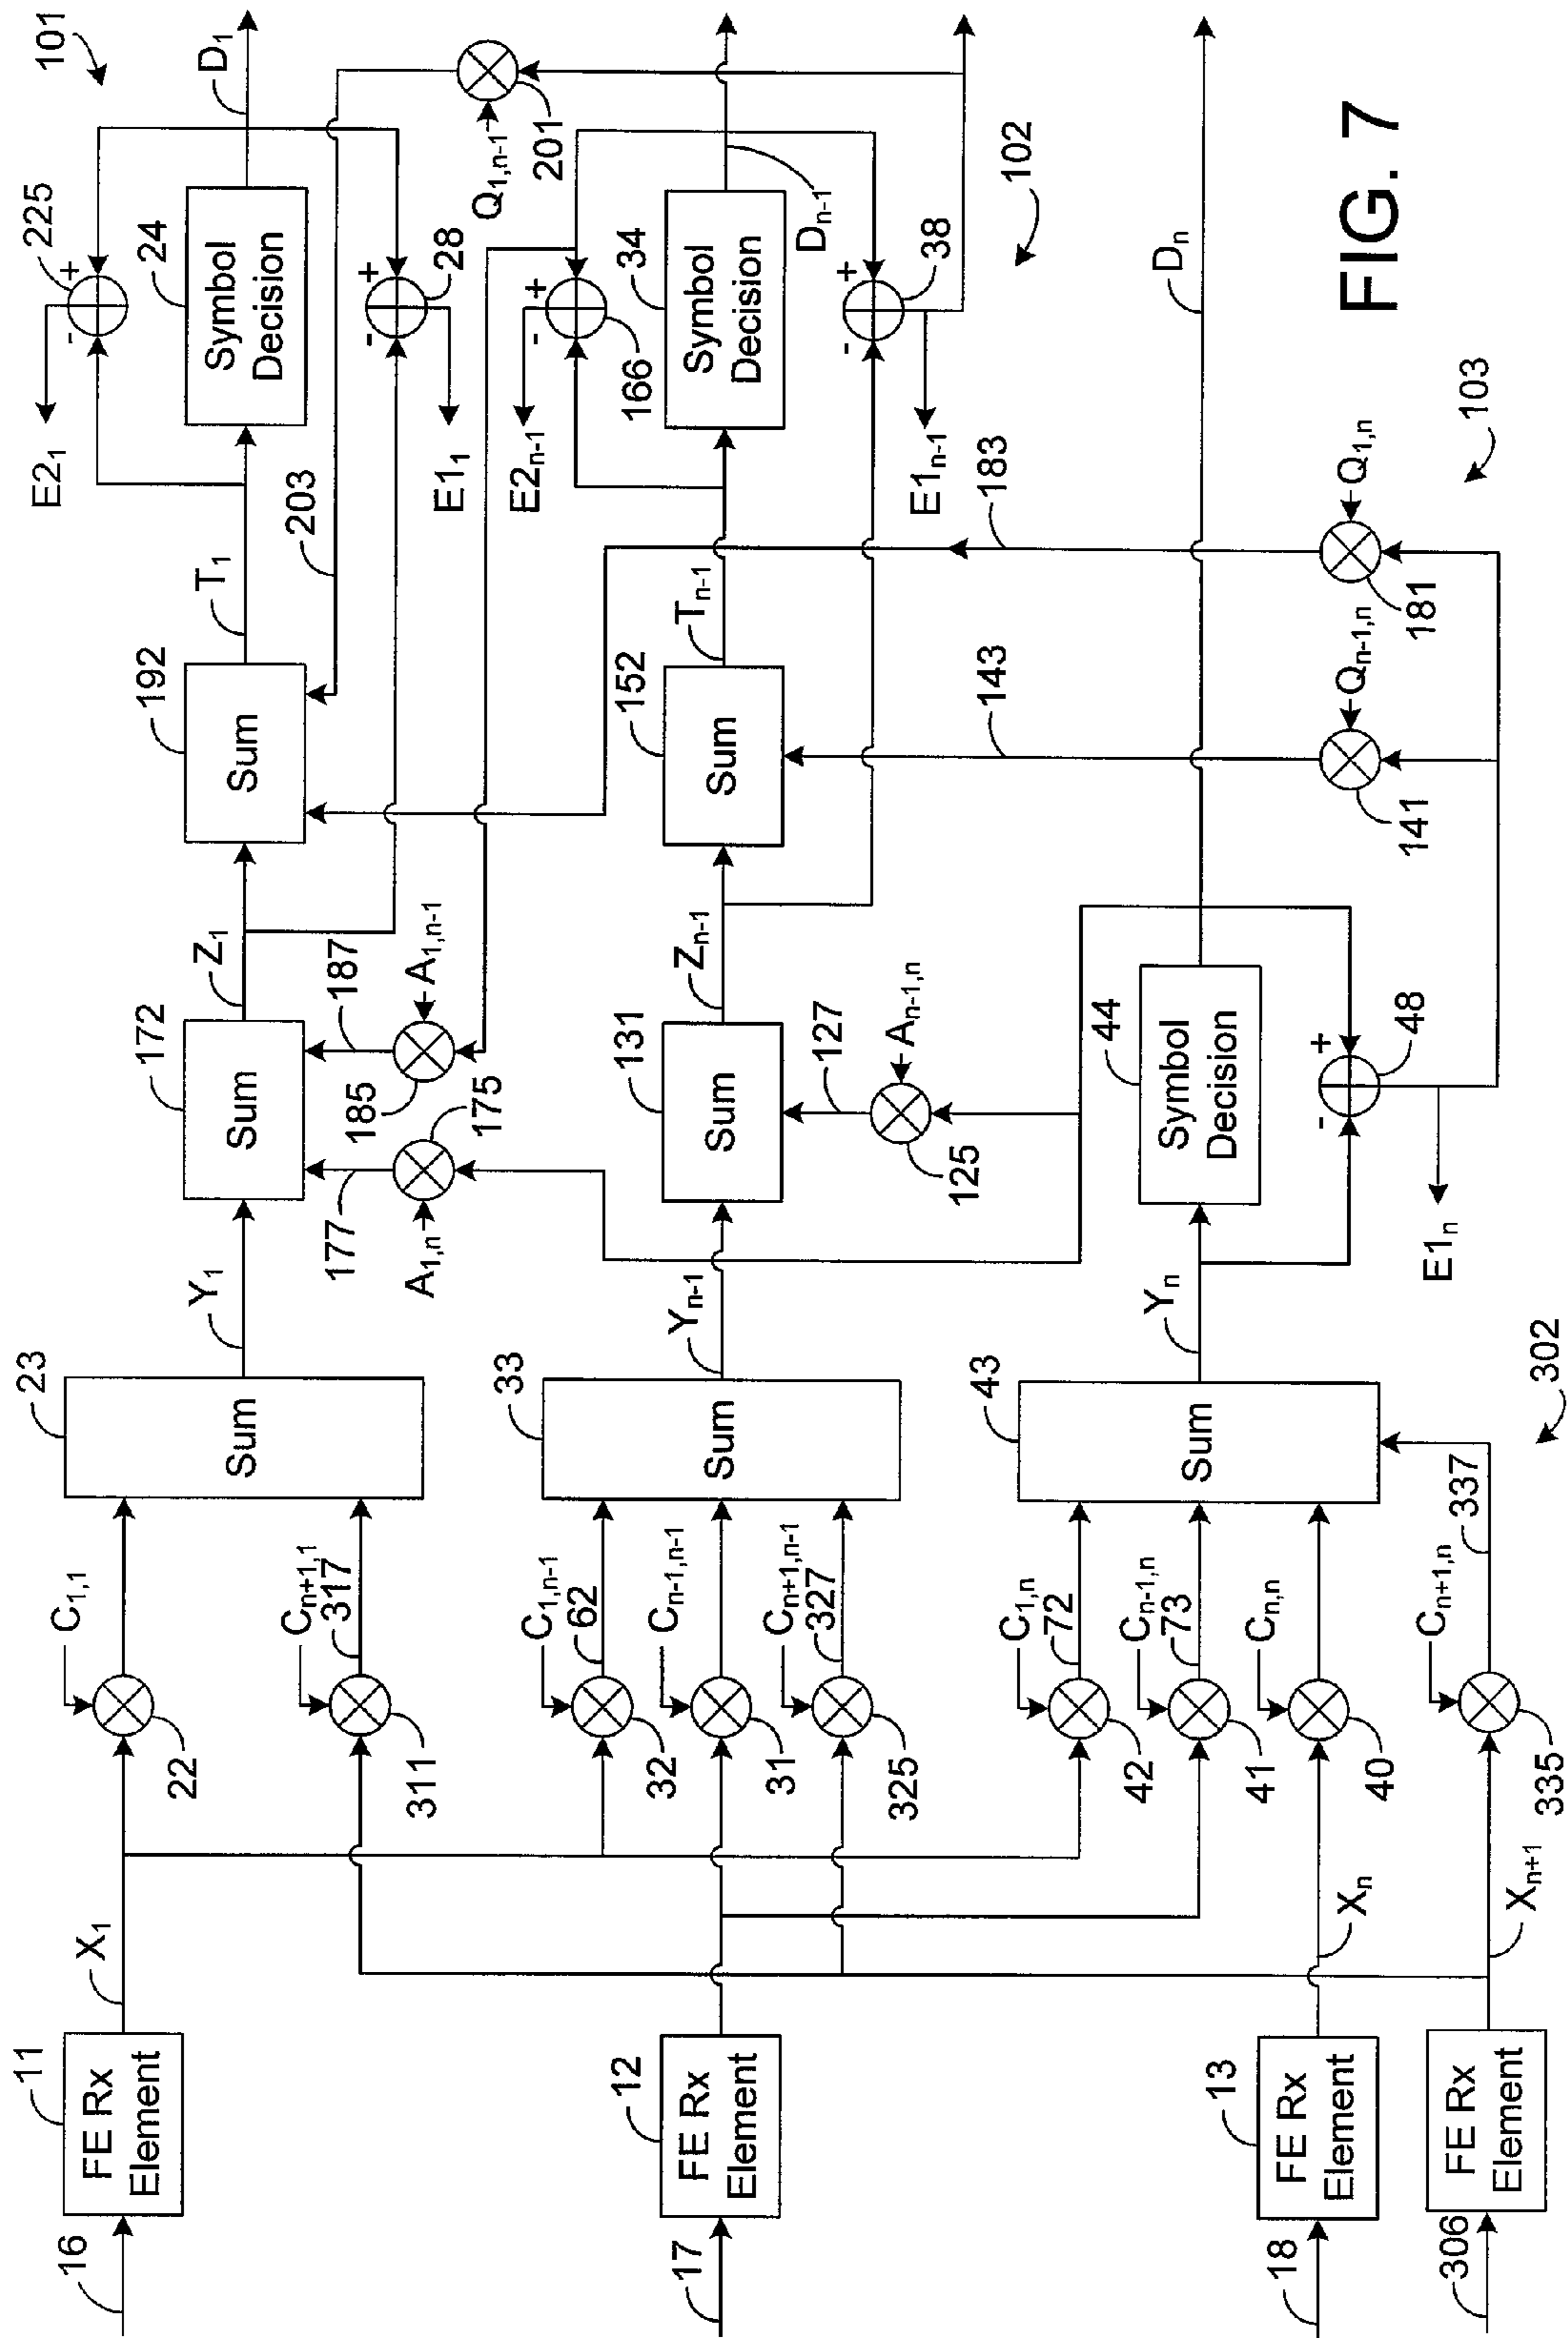 101
D₁
225
24
Symbol
Decision
+
-
E2₁
203
T₁
192
Sum
28
+
-
E1₁
Z₁
172
Sum
187
A₁,ₙ₋₁
185
175
177
A₁,ₙ
Y₁
23
Sum
C₁,₁
22
Cₙ₊₁,₁
317
311
X₁
11
FE Rx
Element
16
201
Q₁,ₙ₋₁
102
+
-
166
E2ₙ₋₁
34
Symbol
Decision
Dₙ₋₁
+
-
38
E1ₙ₋₁
Tₙ₋₁
152
Sum
143
183
Zₙ₋₁
131
Sum
127
Aₙ₋₁,ₙ
125
Yₙ₋₁
33
Sum
C₁,ₙ₋₁
62
32
Cₙ₋₁,ₙ₋₁
31
Cₙ₊₁,ₙ₋₁
327
325
12
FE Rx
Element
17
Dₙ
103
Q₁,ₙ
181
Qₙ₋₁,ₙ
141
44
Symbol
Decision
+
-
48
E1ₙ
Yₙ
302
43
Sum
C₁,ₙ
72
42
Cₙ₋₁,ₙ
73
41
Cₙ,ₙ
40
Cₙ₊₁,ₙ
337
335
Xₙ
Xₙ₊₁
13
FE Rx
Element
18
FE Rx
Element
306
FIG. 7